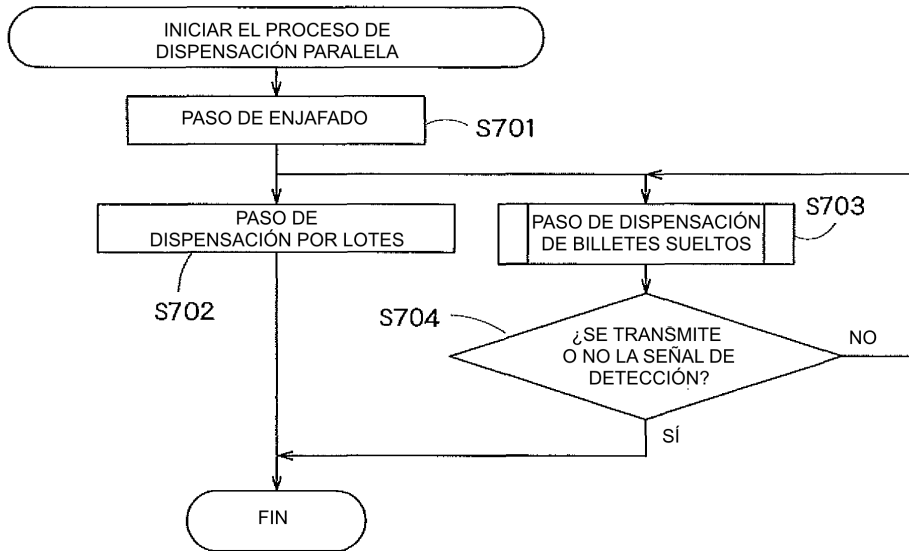 INICIAR EL PROCESO DE
DISPENSACIÓN PARALELA
PASO DE ENJAFADO
S701
PASO DE
DISPENSACIÓN POR LOTES
S702
PASO DE DISPENSACIÓN
DE BILLETES SUELTOS
S703
S704
¿SE TRANSMITE
O NO LA SEÑAL DE
DETECCIÓN?
NO
SÍ
FIN